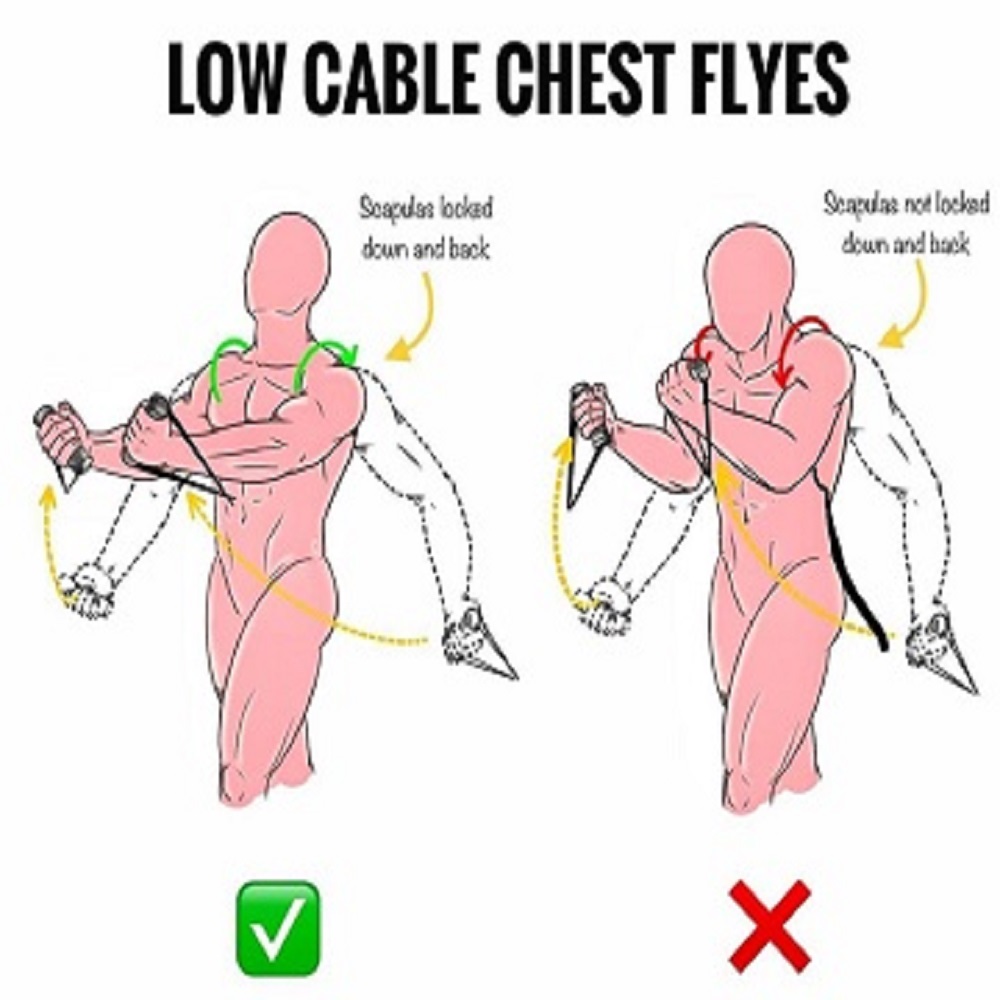 LOW CABLE CHEST FLYES
Scapulas locked
down and back
Scapulas not locked
down and back